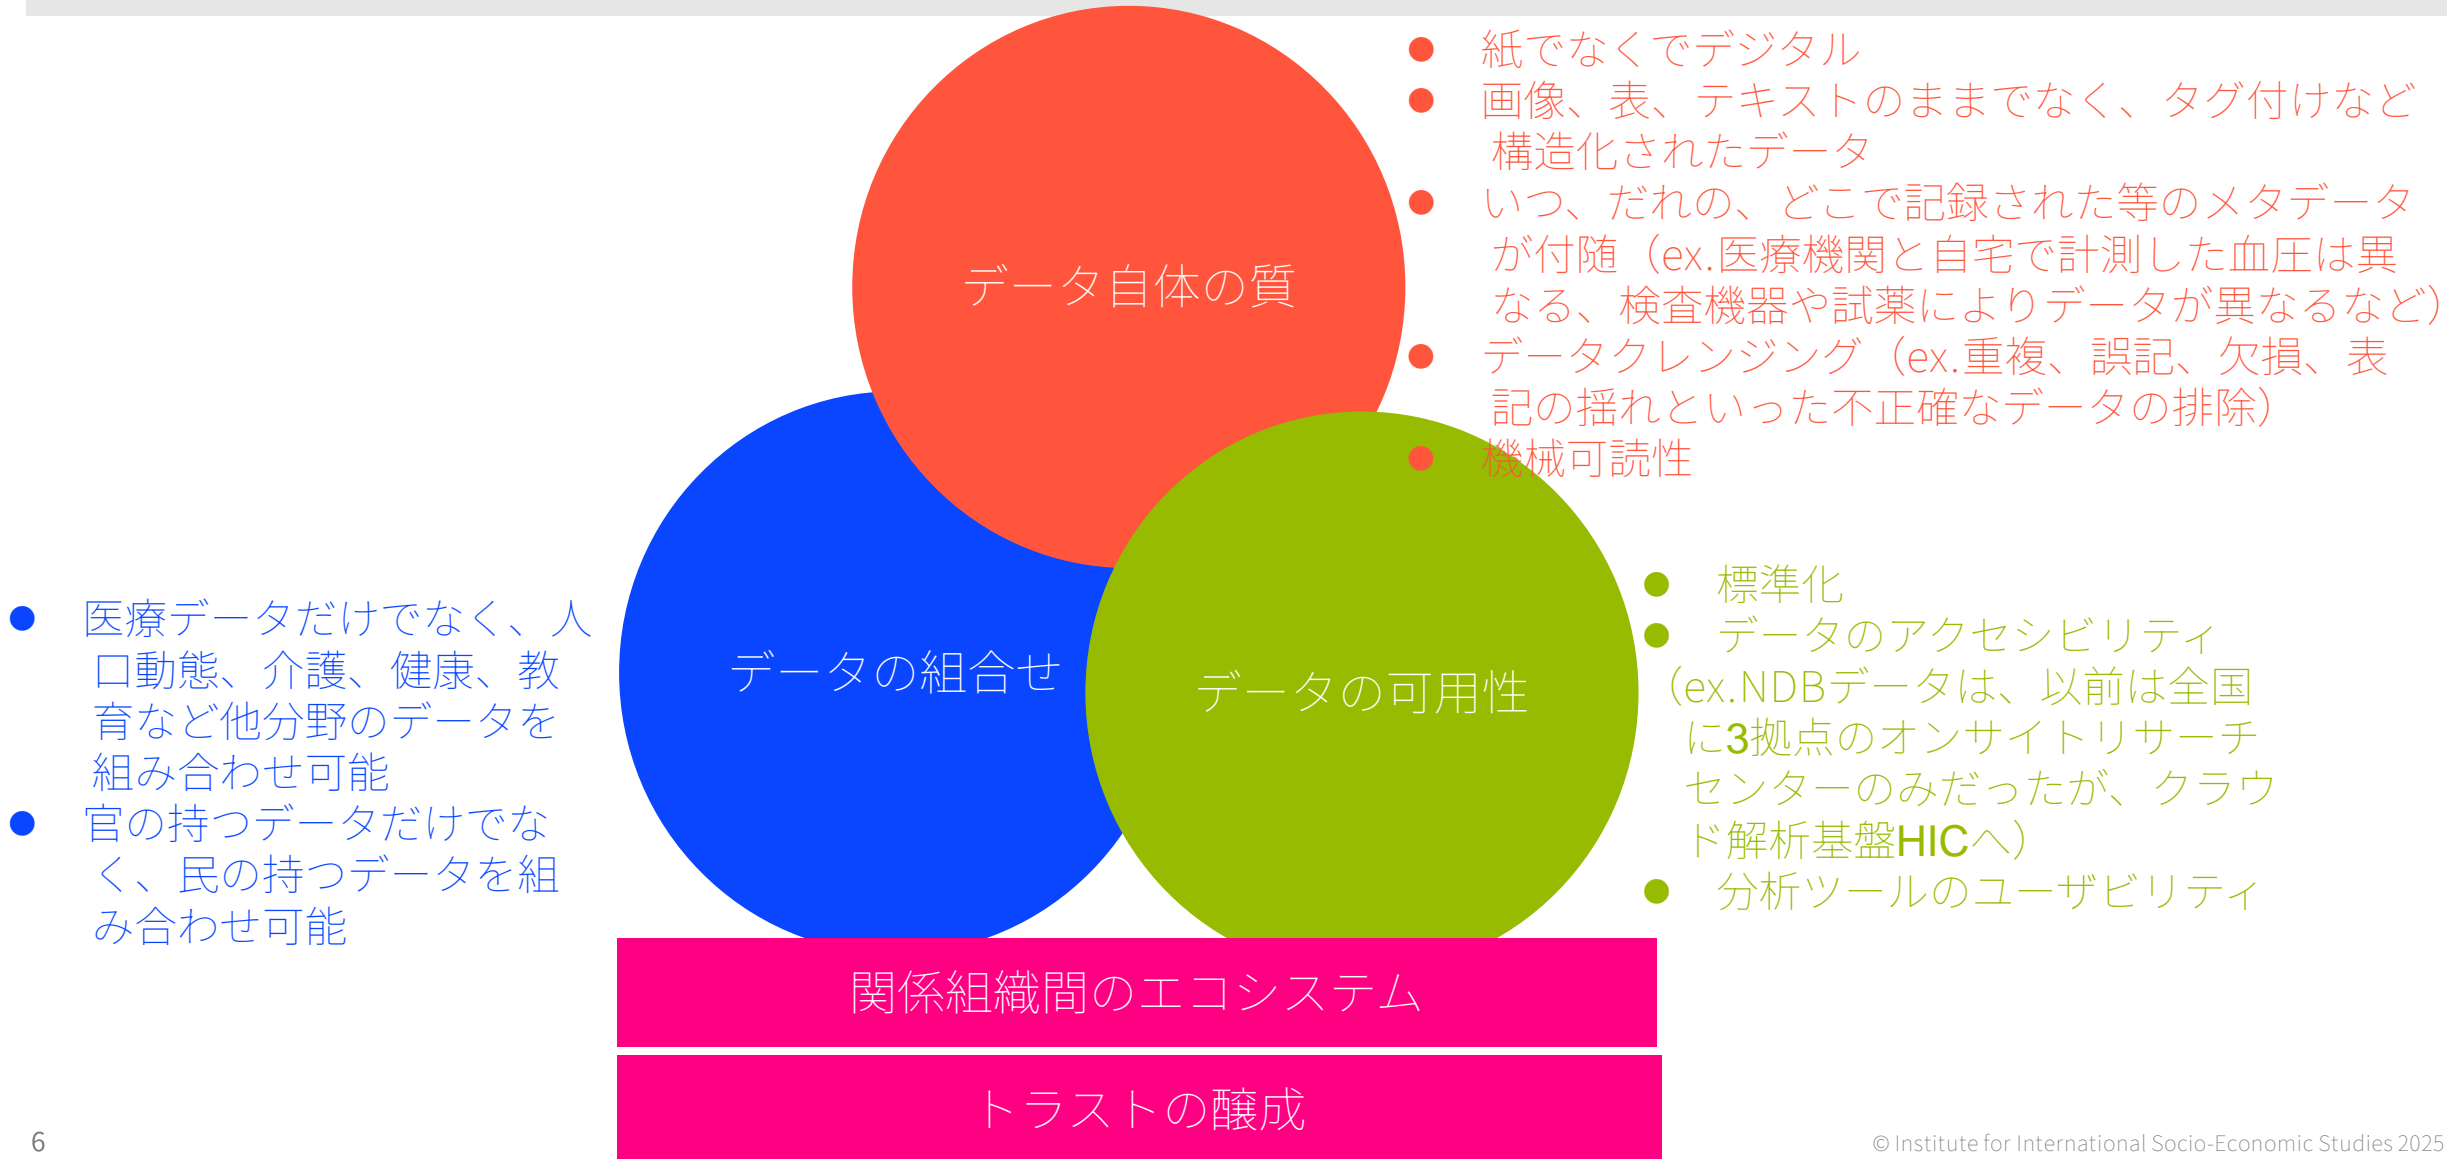 ● 紙でなくでデジタル
● 画像、表、テキストのままでなく、タグ付けなど
構造化されたデータ
● いつ、だれの、どこで記録された等のメタデータ
が付随（ex.医療機関と自宅で計測した血圧は異
なる、検査機器や試薬によりデータが異なるなど）
● データクレンジング（ex.重複、誤記、欠損、表
記の揺れといった不正確なデータの排除）
● 機械可読性
データ自体の質
● 医療データだけでなく、人
口動態、介護、健康、教
育など他分野のデータを
組み合わせ可能
● 官の持つデータだけでな
く、民の持つデータを組
み合わせ可能
データの組合せ
データの可用性
● 標準化
● データのアクセシビリティ
（ex.NDBデータは、以前は全国
に3拠点のオンサイトリサーチ
センターのみだったが、クラウ
ド解析基盤HICへ）
● 分析ツールのユーザビリティ
関係組織間のエコシステム
トラストの醸成
6
© Institute for International Socio-Economic Studies 2025